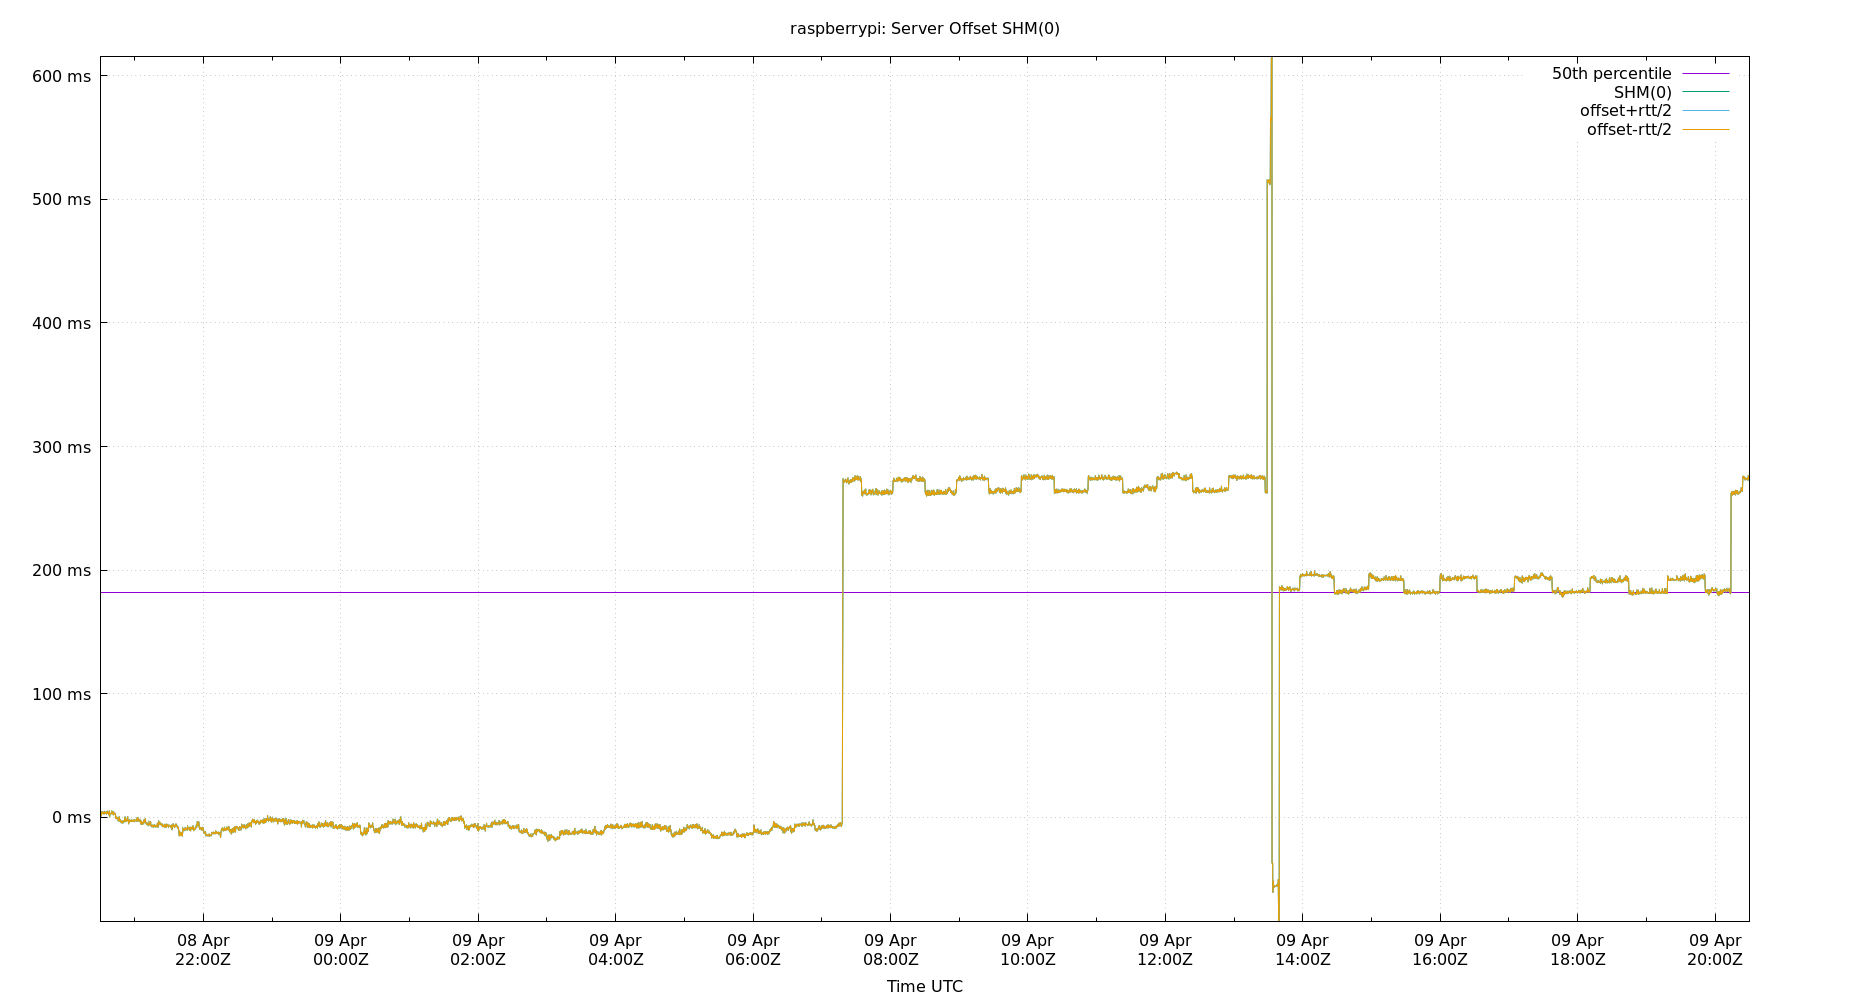 raspberrypi: Server Offset SHM(0)
600 ms
500 ms
400 ms
300 ms
200 ms
100 ms
0 ms
50th percentile
SHM(0)
offset+rtt/2
offset-rtt/2
08 Apr
22:00Z
09 Apr
00:00Z
09 Apr
02:00Z
09 Apr
04:00Z
09 Apr
06:00Z
09 Apr
08:00Z
09 Apr
10:00Z
09 Apr
12:00Z
09 Apr
14:00Z
09 Apr
16:00Z
09 Apr
18:00Z
09 Apr
20:00Z
Time UTC